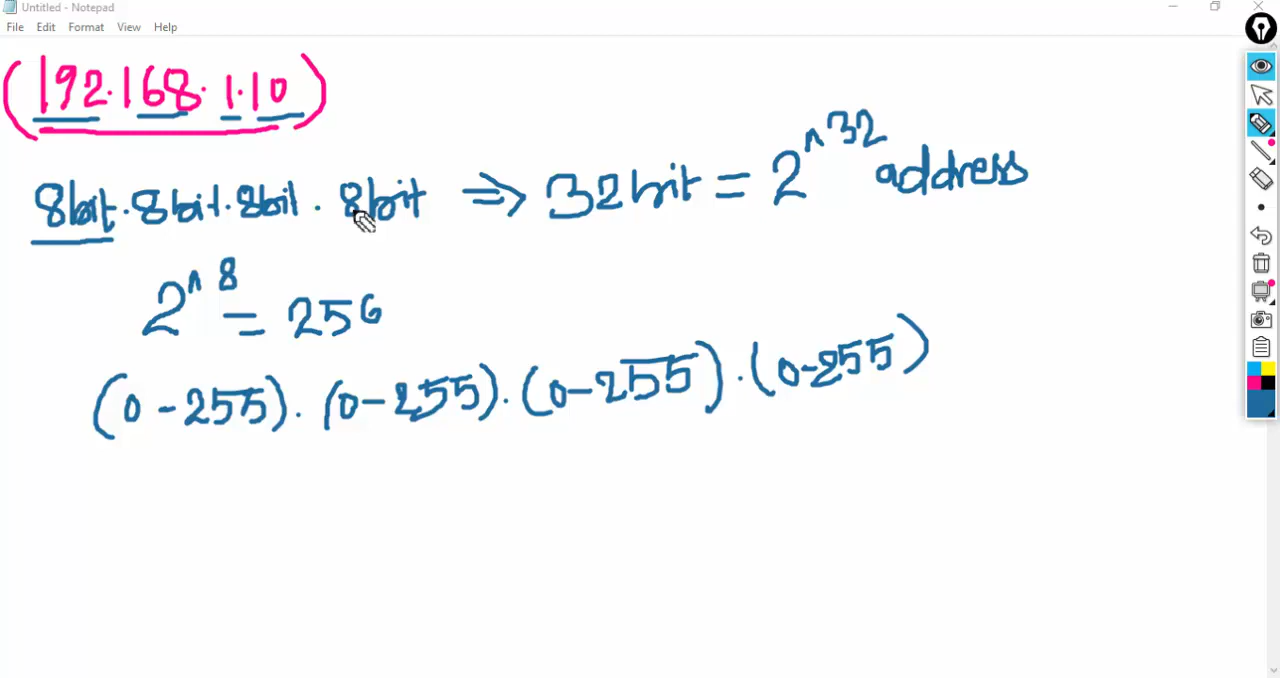 Untitled - Notepad
File Edit Format View Help
(192.168.1.10)
8bit.8bit.8bit.8bit ⇒ 32bit = 2^32 address
2^8 = 256
(0-255).(0-255).(0-255).(0-255)